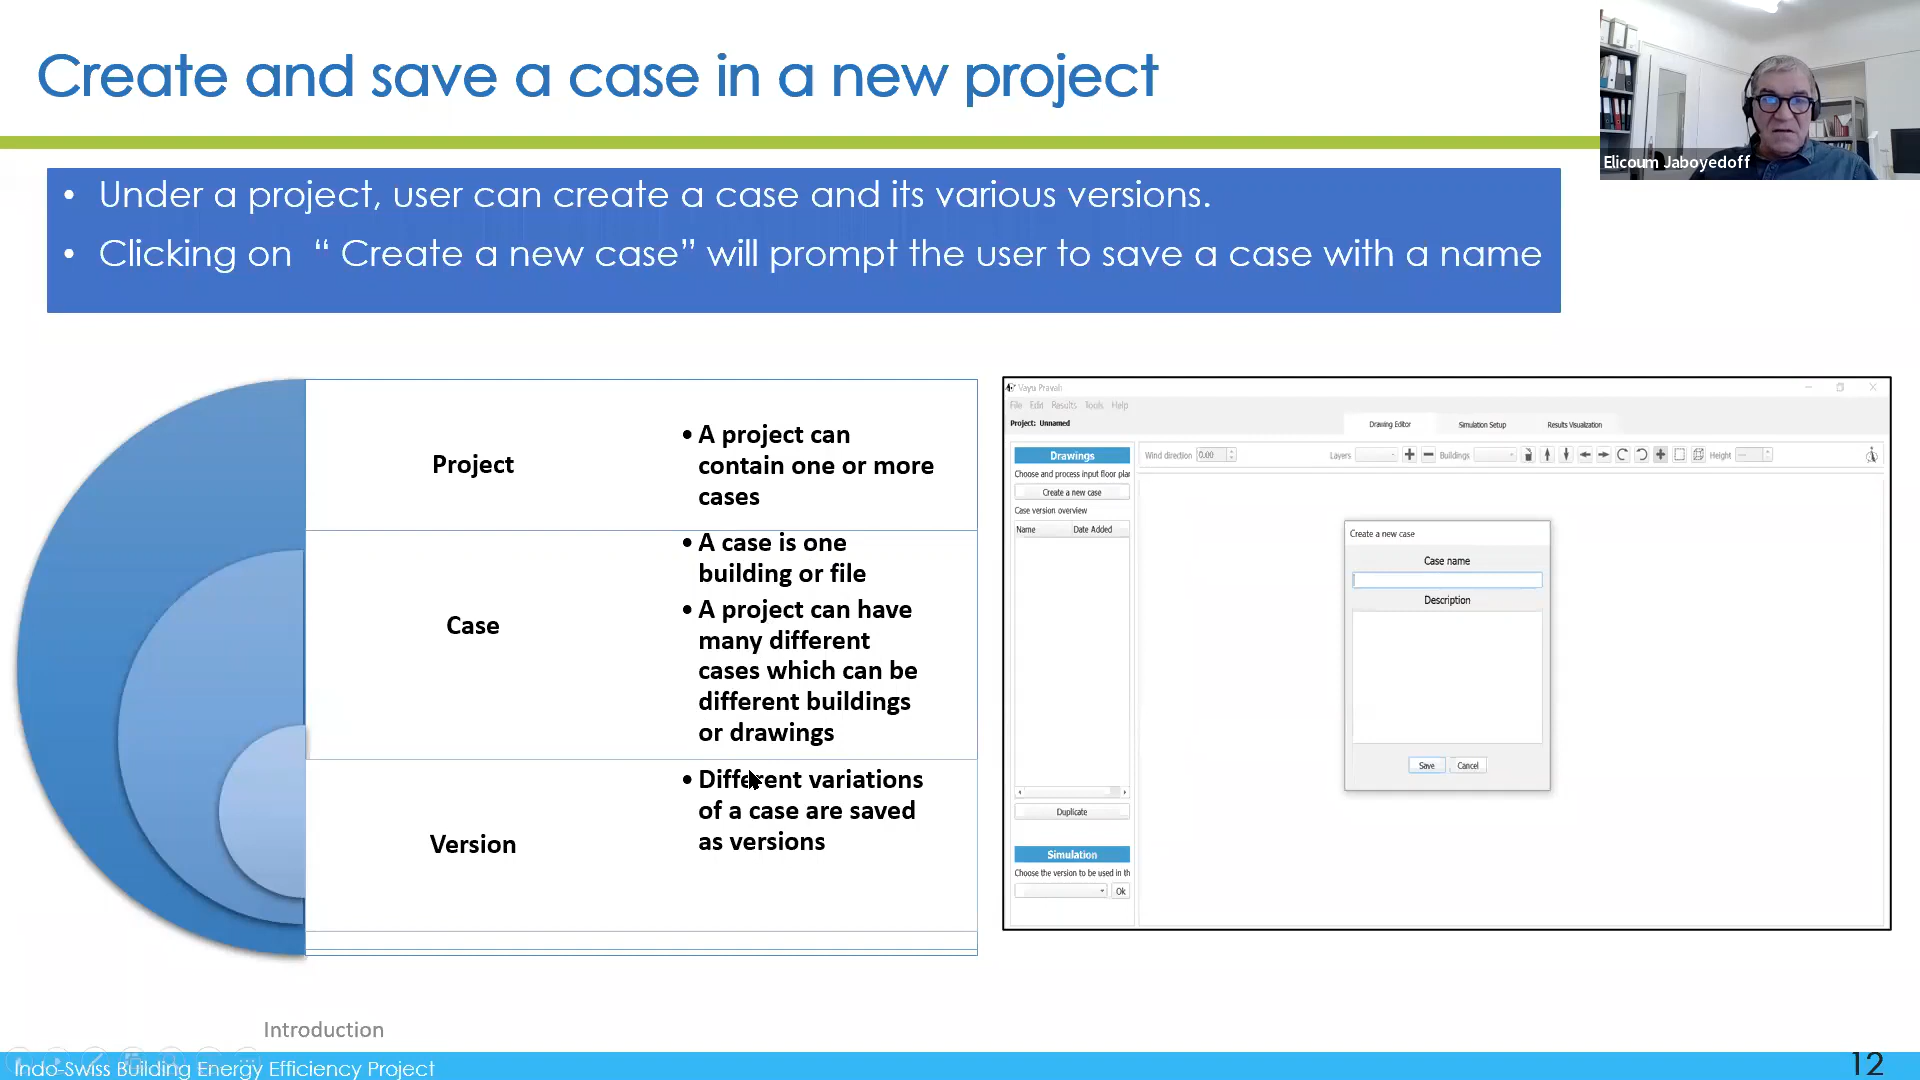 Create and save a case in a new project
Elicoum Jaboyedoff
• Under a project, user can create a case and its various versions.
• Clicking on “ Create a new case” will prompt the user to save a case with a name
Project
• A project can
contain one or more
cases
Case
• A case is one
building or file
• A project can have
many different
cases which can be
different buildings
or drawings
Version
• Different variations
of a case are saved
as versions
Vayu Pravah
File Edit Results Tools Help
Project: Unnamed
Drawing Editor Simulation Setup Results Visualization
Drawings
Wind direction 0.00 Layers Buildings Height
Choose and process input floor plan
Create a new case
Case version overview
Name Date Added
Create a new case
Case name
Description
Save Cancel
Duplicate
Simulation
Choose the version to be used in th
Ok
Introduction
Indo-Swiss Building Energy Efficiency Project
12